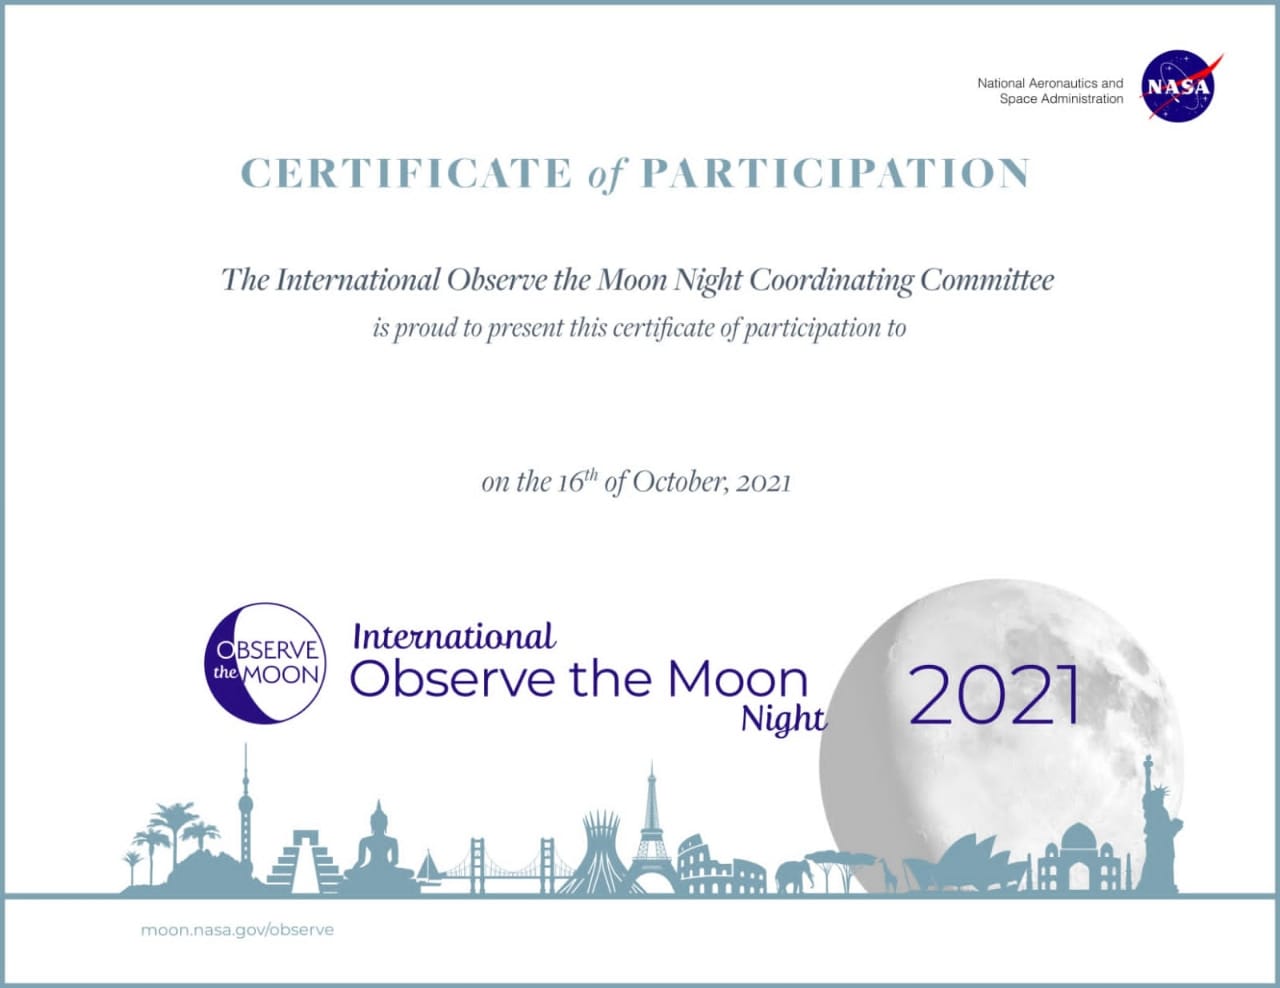 National Aeronautics and
Space Administration
NASA
CERTIFICATE of PARTICIPATION
The International Observe the Moon Night Coordinating Committee
is proud to present this certificate of participation to
on the 16th of October, 2021
OBSERVE
the MOON
International
Observe the Moon
Night
2021
moon.nasa.gov/observe